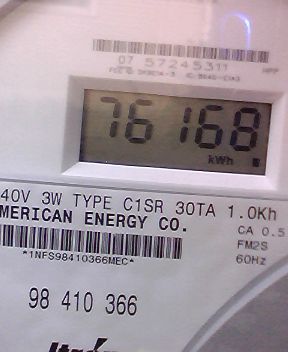 07 57245311
76168
kWh
40V 3W TYPE C1SR 30TA 1.0Kh
MERICAN ENERGY CO.
CA 0.5
*1NFS98410366MEC*
FM2S
60Hz
98 410 366
Itrón